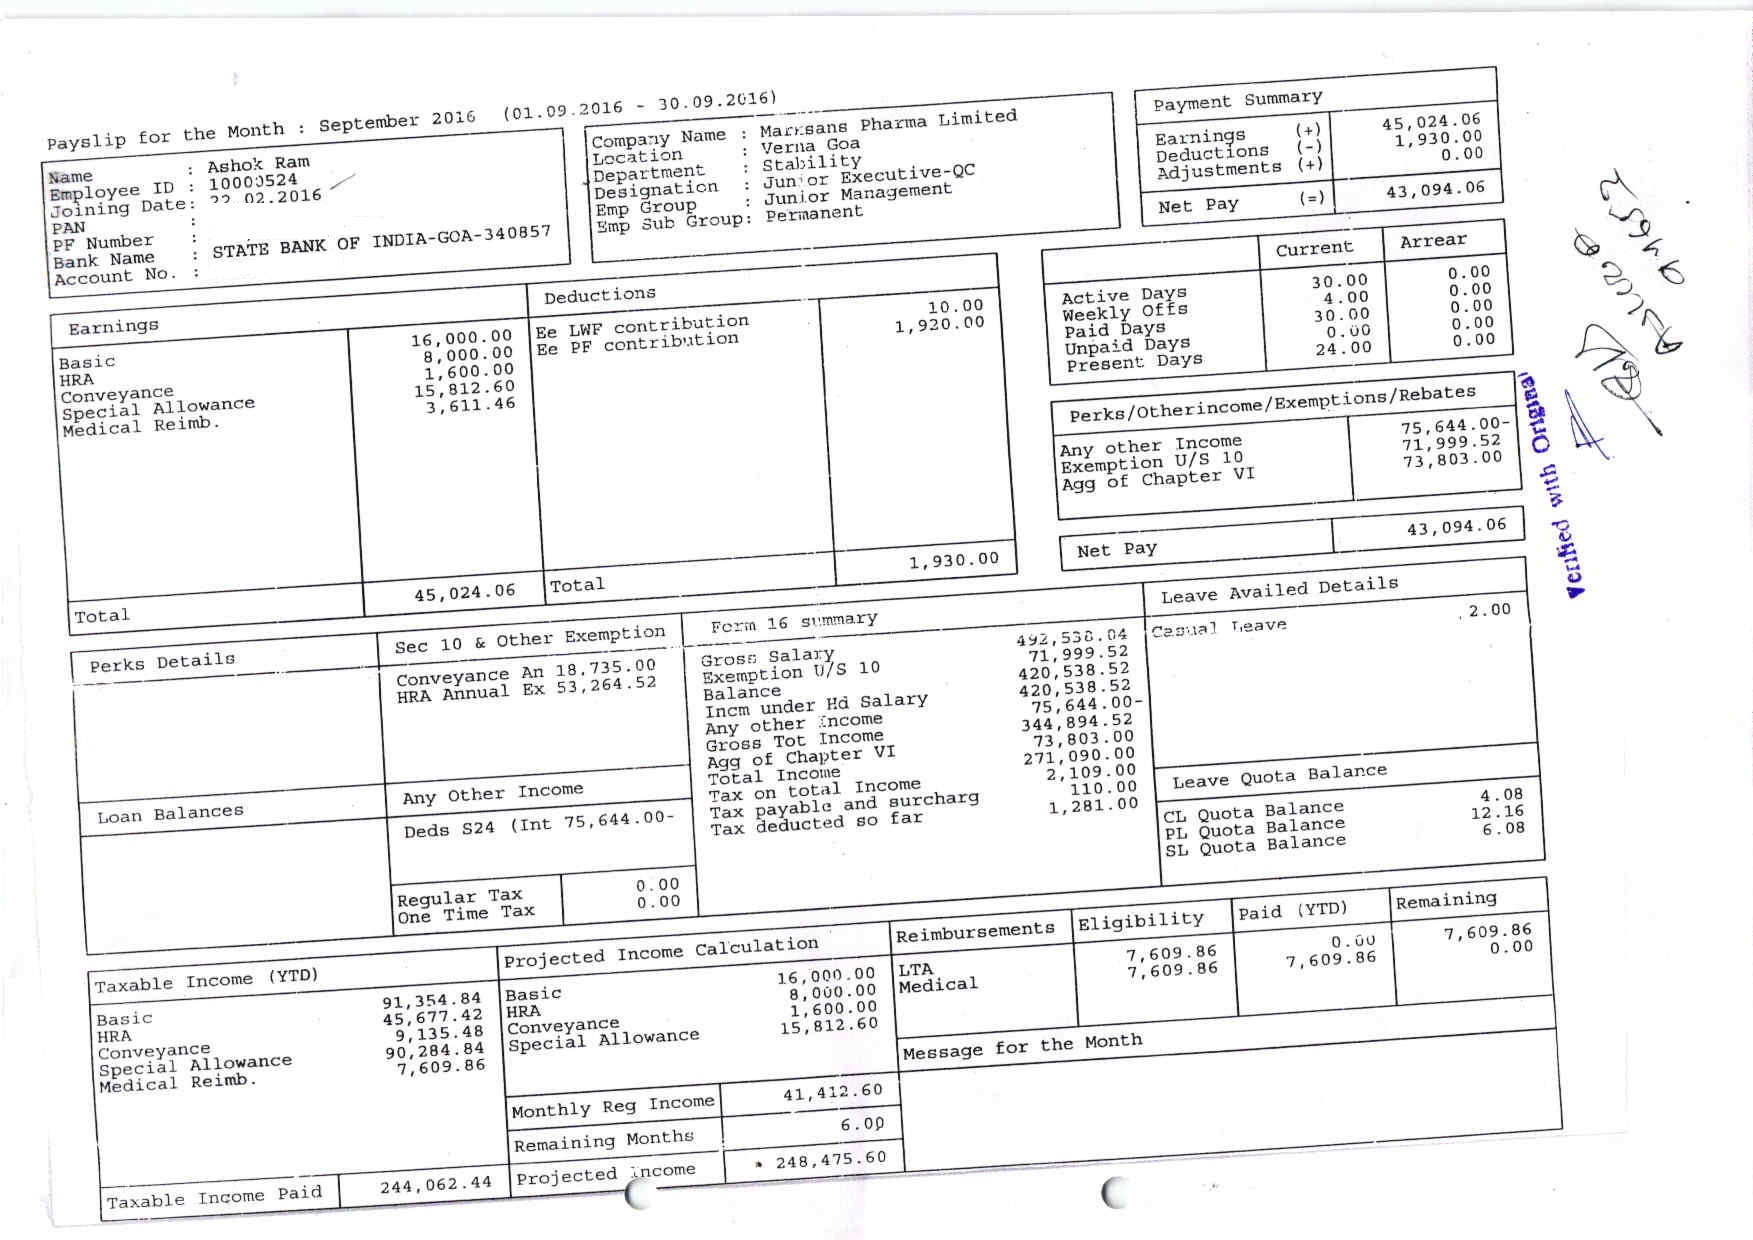 Payslip for the Month : September 2016 (01.09.2016 - 30.09.2016)
Name : Ashok Ram
Employee ID : 10000524
Joining Date: 22.02.2016
PAN :
PF Number :
Bank Name : STATE BANK OF INDIA-GOA-340857
Account No. :
Company Name : Marksans Pharma Limited
Location : Verna Goa
Department : Stability
Designation : Junior Executive-QC
Emp Group : Junior Management
Emp Sub Group: Permanent
Payment Summary
Earnings (+) 45,024.06
Deductions (-) 1,930.00
Adjustments (+) 0.00
Net Pay (=) 43,094.06
Earnings
Basic 16,000.00
HRA 8,000.00
Conveyance 1,600.00
Special Allowance 15,812.60
Medical Reimb. 3,611.46
Total 45,024.06
Deductions
Ee LWF contribution 10.00
Ee PF contribution 1,920.00
Total 1,930.00
Current Arrear
Active Days 30.00 0.00
Weekly Offs 4.00 0.00
Paid Days 30.00 0.00
Unpaid Days 0.00 0.00
Present Days 24.00 0.00
Perks/Otherincome/Exemptions/Rebates
Any other Income 75,644.00-
Exemption U/S 10 71,999.52
Agg of Chapter VI 73,803.00
Net Pay 43,094.06
Verified with Original
Perks Details
Sec 10 & Other Exemption
Conveyance An 18,735.00
HRA Annual Ex 53,264.52
Form 16 summary
Gross Salary 492,538.04
Exemption U/S 10 71,999.52
Balance 420,538.52
Incm under Hd Salary 420,538.52
Any other Income 75,644.00-
Gross Tot Income 344,894.52
Agg of Chapter VI 73,803.00
Total Income 271,090.00
Tax on total Income 2,109.00
Tax payable and surcharg 110.00
Tax deducted so far 1,281.00
Leave Availed Details
Casual Leave 2.00
Loan Balances
Any Other Income
Deds S24 (Int 75,644.00-
Regular Tax 0.00
One Time Tax 0.00
Leave Quota Balance
CL Quota Balance 4.08
PL Quota Balance 12.16
SL Quota Balance 6.08
Taxable Income (YTD)
Basic 91,354.84
HRA 45,677.42
Conveyance 9,135.48
Special Allowance 90,284.84
Medical Reimb. 7,609.86
Taxable Income Paid 244,062.44
Projected Income Calculation
Basic 16,000.00
HRA 8,000.00
Conveyance 1,600.00
Special Allowance 15,812.60
Monthly Reg Income 41,412.60
Remaining Months 6.00
Projected Income 248,475.60
Reimbursements Eligibility Paid (YTD) Remaining
LTA 7,609.86 0.00 7,609.86
Medical 7,609.86 7,609.86 0.00
Message for the Month